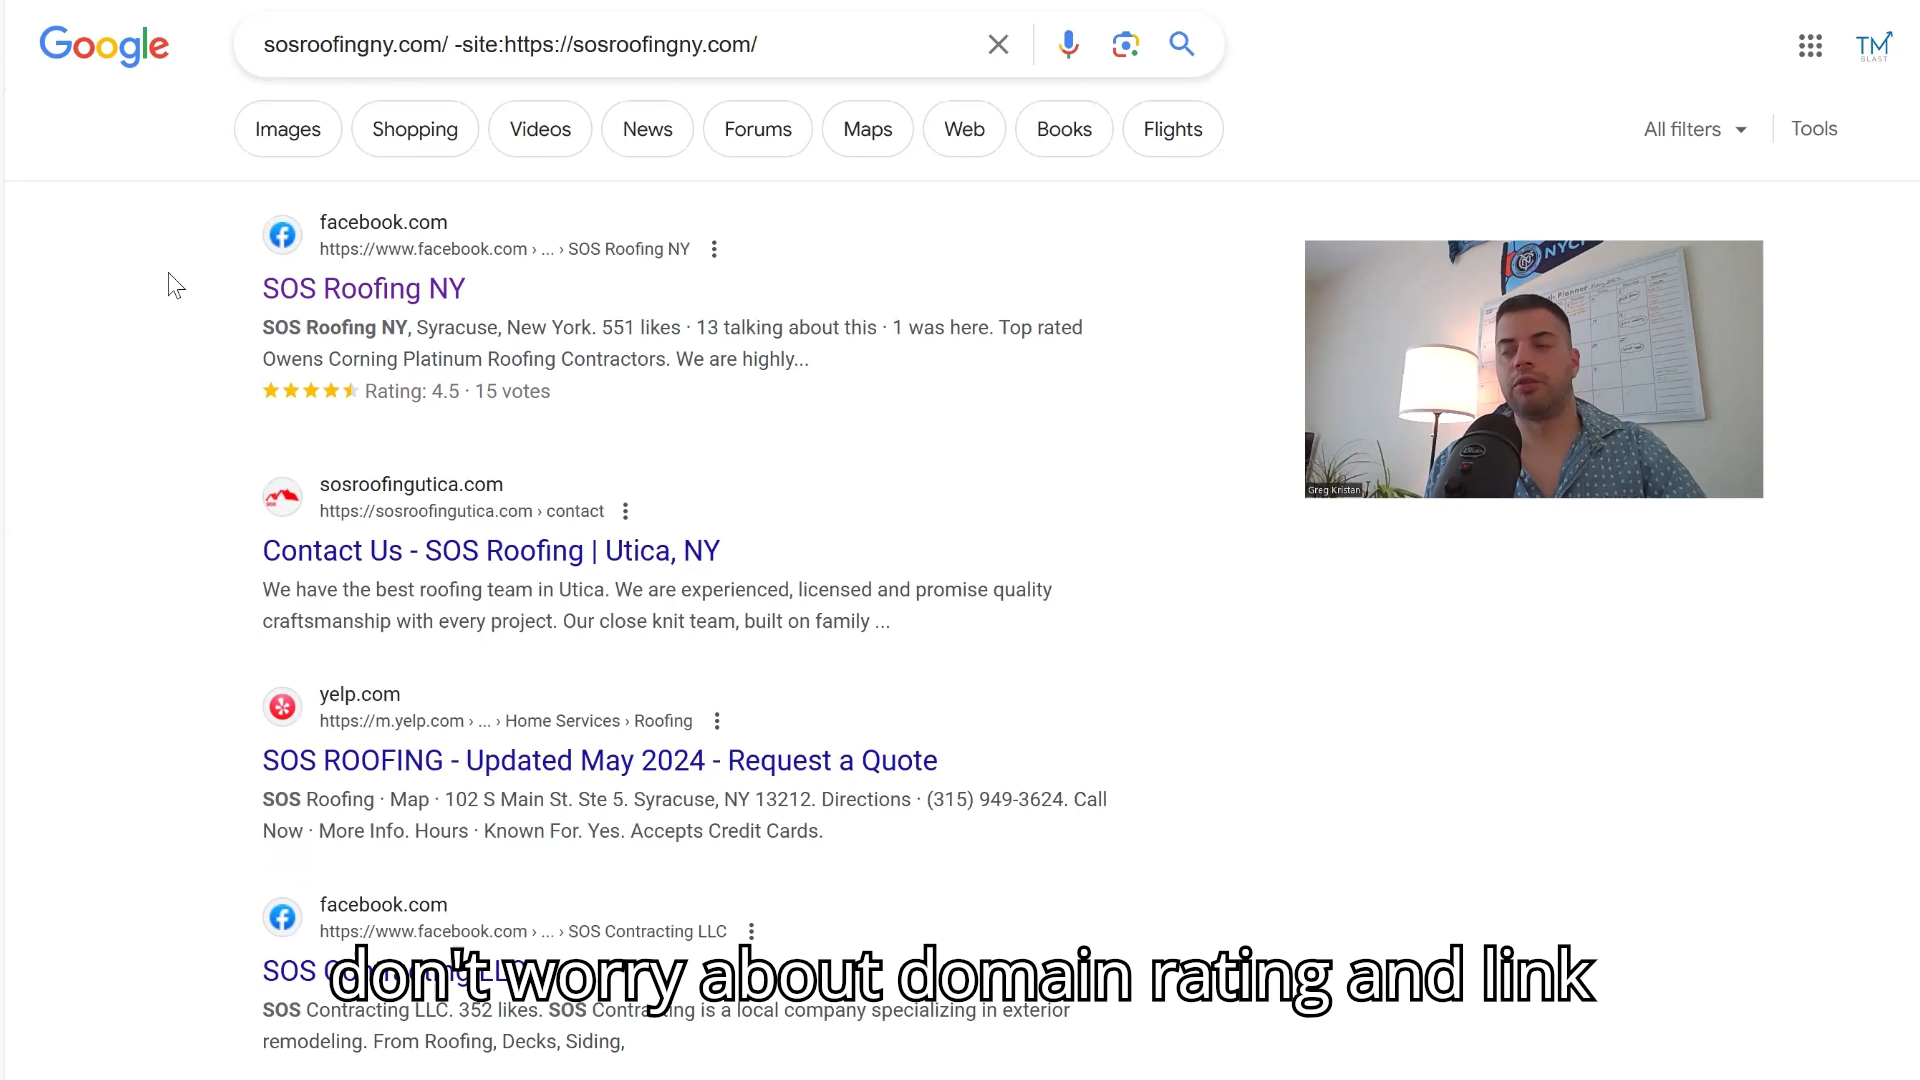 Google
sosroofingny.com/ -site:https://sosroofingny.com/
TM
BLAST
Images
Shopping
Videos
News
Forums
Maps
Web
Books
Flights
All filters
Tools
facebook.com
https://www.facebook.com › ... › SOS Roofing NY
SOS Roofing NY
SOS Roofing NY, Syracuse, New York. 551 likes · 13 talking about this · 1 was here. Top rated
Owens Corning Platinum Roofing Contractors. We are highly...
Rating: 4.5 · 15 votes
NYC
Planner
Greg Kristan
sosroofingutica.com
https://sosroofingutica.com › contact
Contact Us - SOS Roofing | Utica, NY
We have the best roofing team in Utica. We are experienced, licensed and promise quality
craftsmanship with every project. Our close knit team, built on family ...
yelp.com
https://m.yelp.com › ... › Home Services › Roofing
SOS ROOFING - Updated May 2024 - Request a Quote
SOS Roofing · Map · 102 S Main St. Ste 5. Syracuse, NY 13212. Directions · (315) 949-3624. Call
Now · More Info. Hours · Known For. Yes. Accepts Credit Cards.
facebook.com
https://www.facebook.com › ... › SOS Contracting LLC
SOS Contracting LLC
don't worry about domain rating and link
SOS Contracting LLC. 352 likes. SOS Contracting is a local company specializing in exterior
remodeling. From Roofing, Decks, Siding,